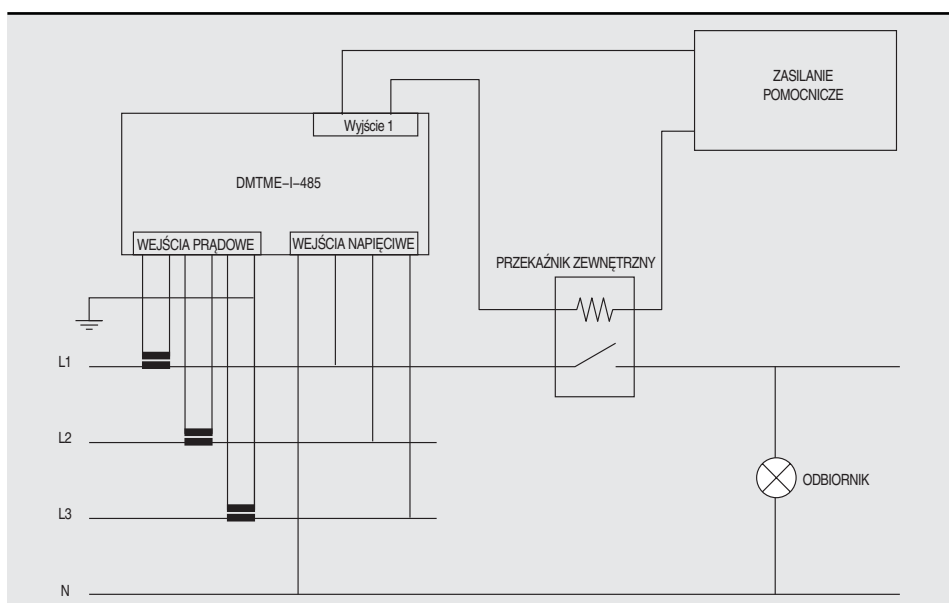 ZASILANIE
POMOCNICZE
Wyjście 1
DMTME-I-485
WEJŚCIA PRĄDOWE
WEJŚCIA NAPIĘCIWE
PRZEKAŹNIK ZEWNĘTRZNY
L1
L2
ODBIORNIK
L3
N